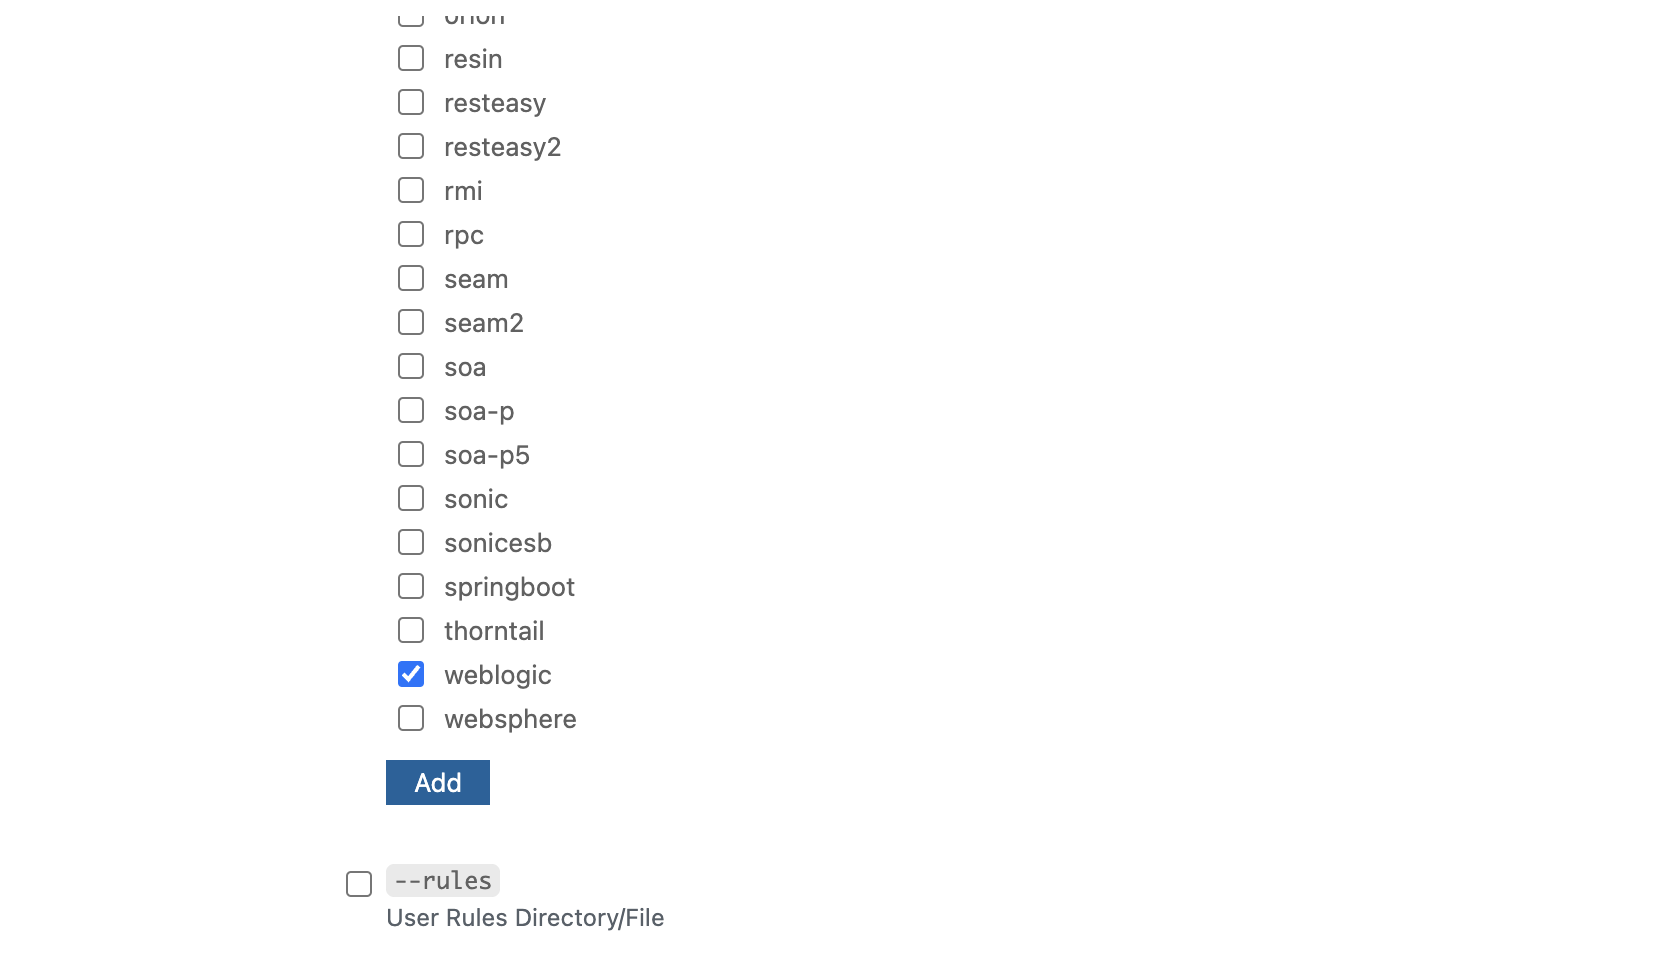 orion
resin
resteasy
resteasy2
rmi
rpc
seam
seam2
soa
soa-p
soa-p5
sonic
sonicesb
springboot
thorntail
weblogic
websphere
Add
--rules
User Rules Directory/File